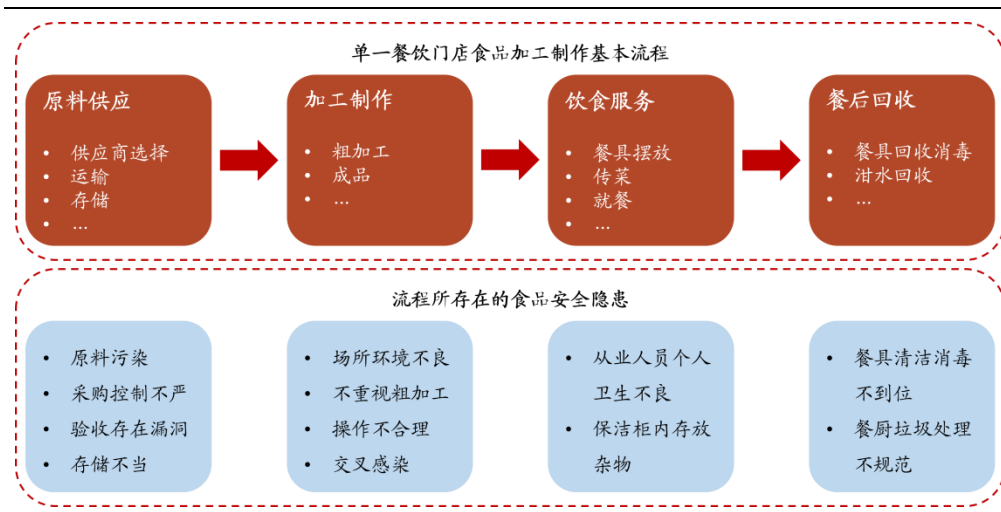 单一餐饮门店食品加工制作基本流程
原料供应
• 供应商选择
• 运输
• 存储
• …
加工制作
• 粗加工
• 成品
• …
饮食服务
• 餐具摆放
• 传菜
• 就餐
• …
餐后回收
• 餐具回收消毒
• 泔水回收
• …
流程所存在的食品安全隐患
• 原料污染
• 采购控制不严
• 验收存在漏洞
• 存储不当
• 场所环境不良
• 不重视粗加工
• 操作不合理
• 交叉感染
• 从业人员个人
卫生不良
• 保洁柜内存放
杂物
• 餐具清洁消毒
不到位
• 餐厨垃圾处理
不规范